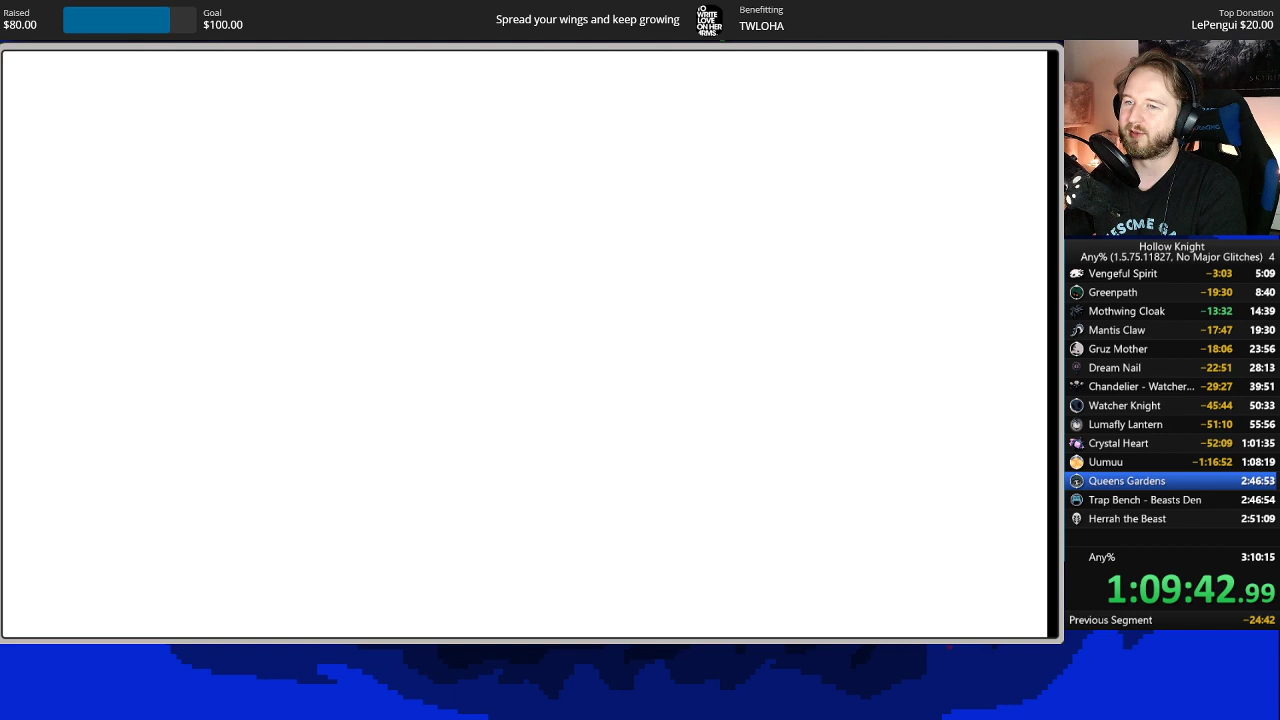 Raised
$80.00
Goal
$100.00
Spread your wings and keep growing
TO
WRITE
LOVE
ON HER
ARMS.
Benefitting
TWLOHA
Top Donation
LePengui $20.00
Hollow Knight
Any% (1.5.75.11827, No Major Glitches) 4
Vengeful Spirit −3:03 5:09
Greenpath −19:30 8:40
Mothwing Cloak −13:32 14:39
Mantis Claw −17:47 19:30
Gruz Mother −18:06 23:56
Dream Nail −22:51 28:13
Chandelier - Watcher... −29:27 39:51
Watcher Knight −45:44 50:33
Lumafly Lantern −51:10 55:56
Crystal Heart −52:09 1:01:35
Uumuu −1:16:52 1:08:19
Queens Gardens 2:46:53
Trap Bench - Beasts Den 2:46:54
Herrah the Beast 2:51:09
Any% 3:10:15
1:09:42.99
Previous Segment −24:42